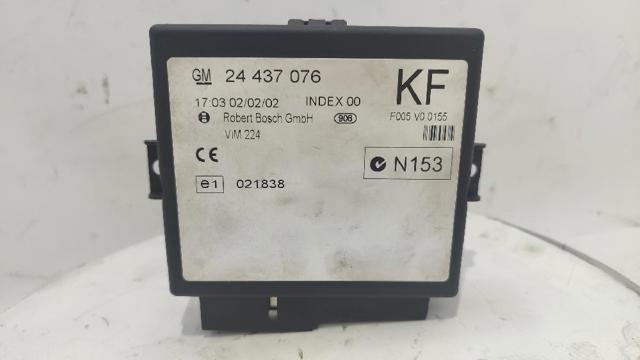 GM 24 437 076 KF
17:03 02/02/02 INDEX 00 F005 V0 0155
Robert Bosch GmbH 906
ViM 224
CE N153
e1 021838